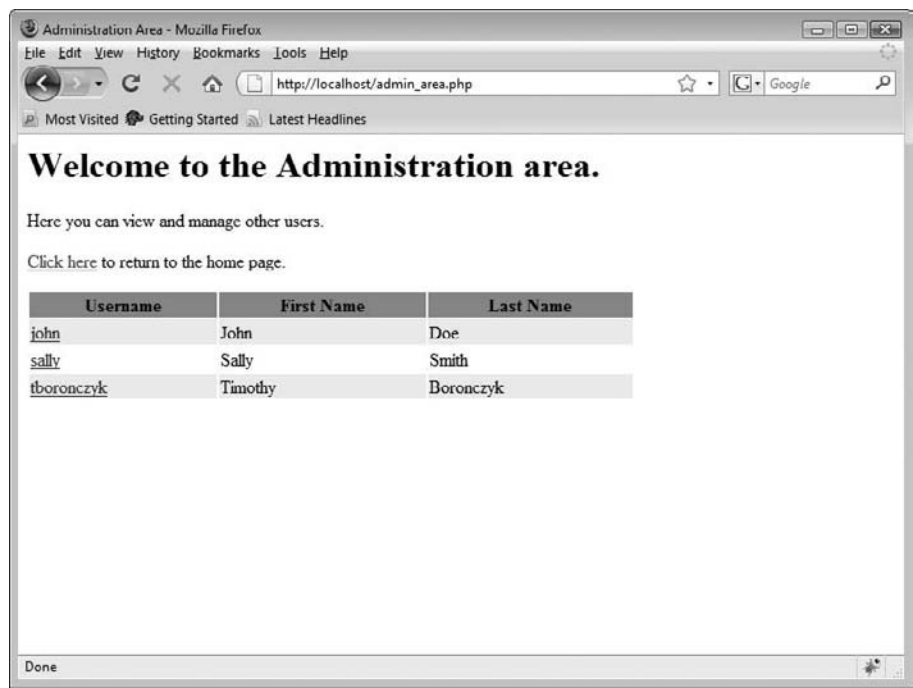 Administration Area - Mozilla Firefox
File Edit View History Bookmarks Tools Help
http://localhost/admin_area.php
G Google
Most Visited Getting Started Latest Headlines
Welcome to the Administration area.
Here you can view and manage other users.
Click here to return to the home page.
Username First Name Last Name
john John Doe
sally Sally Smith
tboronczyk Timothy Boronczyk
Done